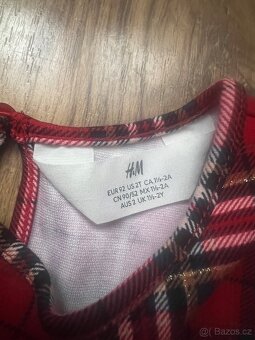 H&M
EUR 92 US 2T CA 1½-2A
CN 90/52 MX 1½-2A
AUS 2 UK 1½-2Y
Bazos.cz